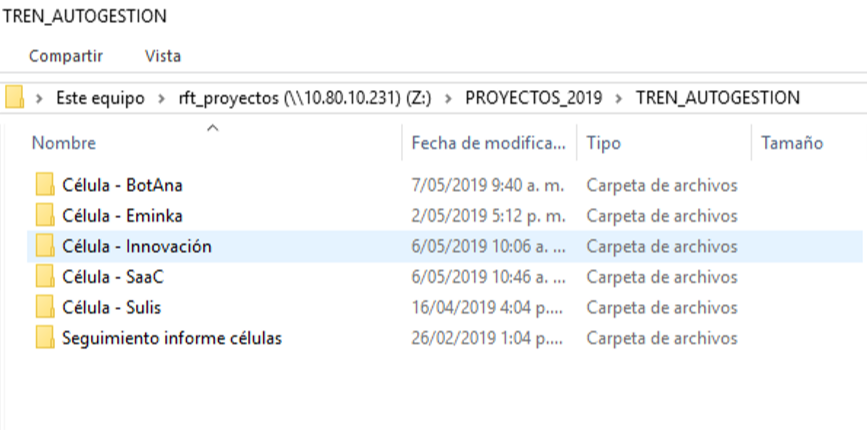 TREN_AUTOGESTION
Compartir Vista
Este equipo rft_proyectos (\\10.80.10.231) (Z:) PROYECTOS_2019 TREN_AUTOGESTION
Nombre Fecha de modifica... Tipo Tamaño
Célula - BotAna 7/05/2019 9:40 a. m. Carpeta de archivos
Célula - Eminka 2/05/2019 5:12 p. m. Carpeta de archivos
Célula - Innovación 6/05/2019 10:06 a. ... Carpeta de archivos
Célula - SaaC 6/05/2019 10:46 a. ... Carpeta de archivos
Célula - Sulis 16/04/2019 4:04 p.... Carpeta de archivos
Seguimiento informe células 26/02/2019 1:04 p.... Carpeta de archivos